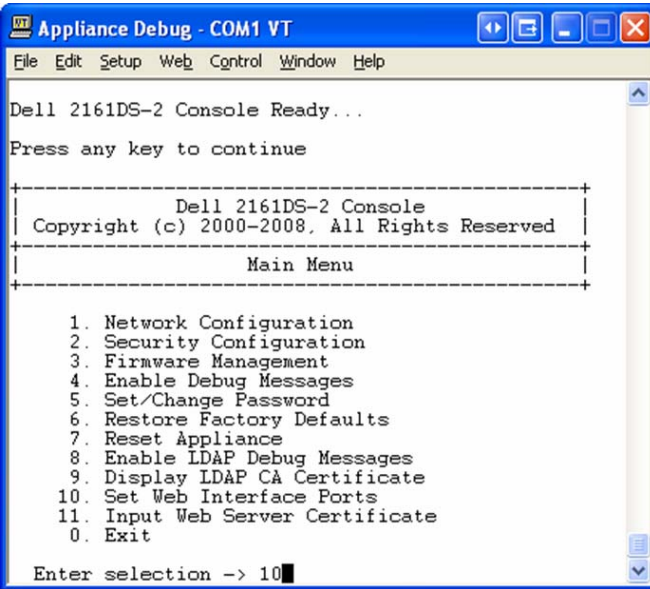 Appliance Debug - COM1 VT
File Edit Setup Web Control Window Help
Dell 2161DS-2 Console Ready...
Press any key to continue
Dell 2161DS-2 Console
Copyright (c) 2000-2008, All Rights Reserved
Main Menu
1. Network Configuration
2. Security Configuration
3. Firmware Management
4. Enable Debug Messages
5. Set/Change Password
6. Restore Factory Defaults
7. Reset Appliance
8. Enable LDAP Debug Messages
9. Display LDAP CA Certificate
10. Set Web Interface Ports
11. Input Web Server Certificate
0. Exit
Enter selection -> 10